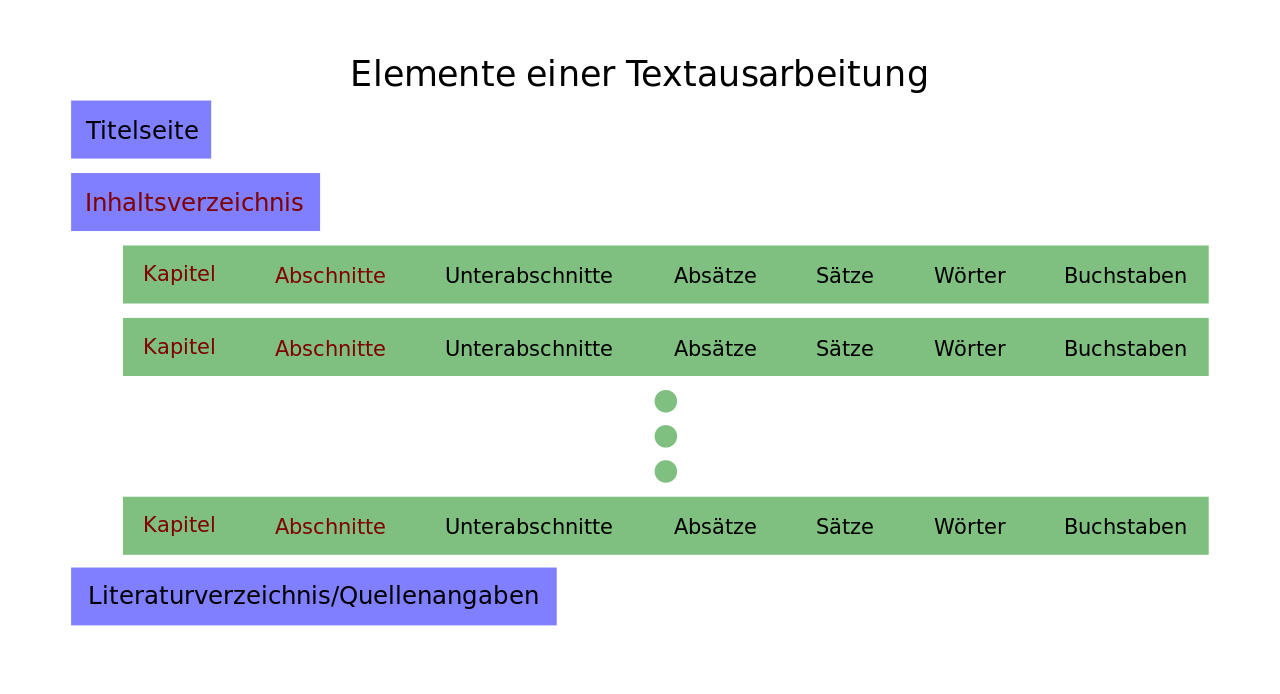 Elemente einer Textausarbeitung
Titelseite
Inhaltsverzeichnis
Kapitel Abschnitte Unterabschnitte Absätze Sätze Wörter Buchstaben
Kapitel Abschnitte Unterabschnitte Absätze Sätze Wörter Buchstaben
Kapitel Abschnitte Unterabschnitte Absätze Sätze Wörter Buchstaben
Literaturverzeichnis/Quellenangaben